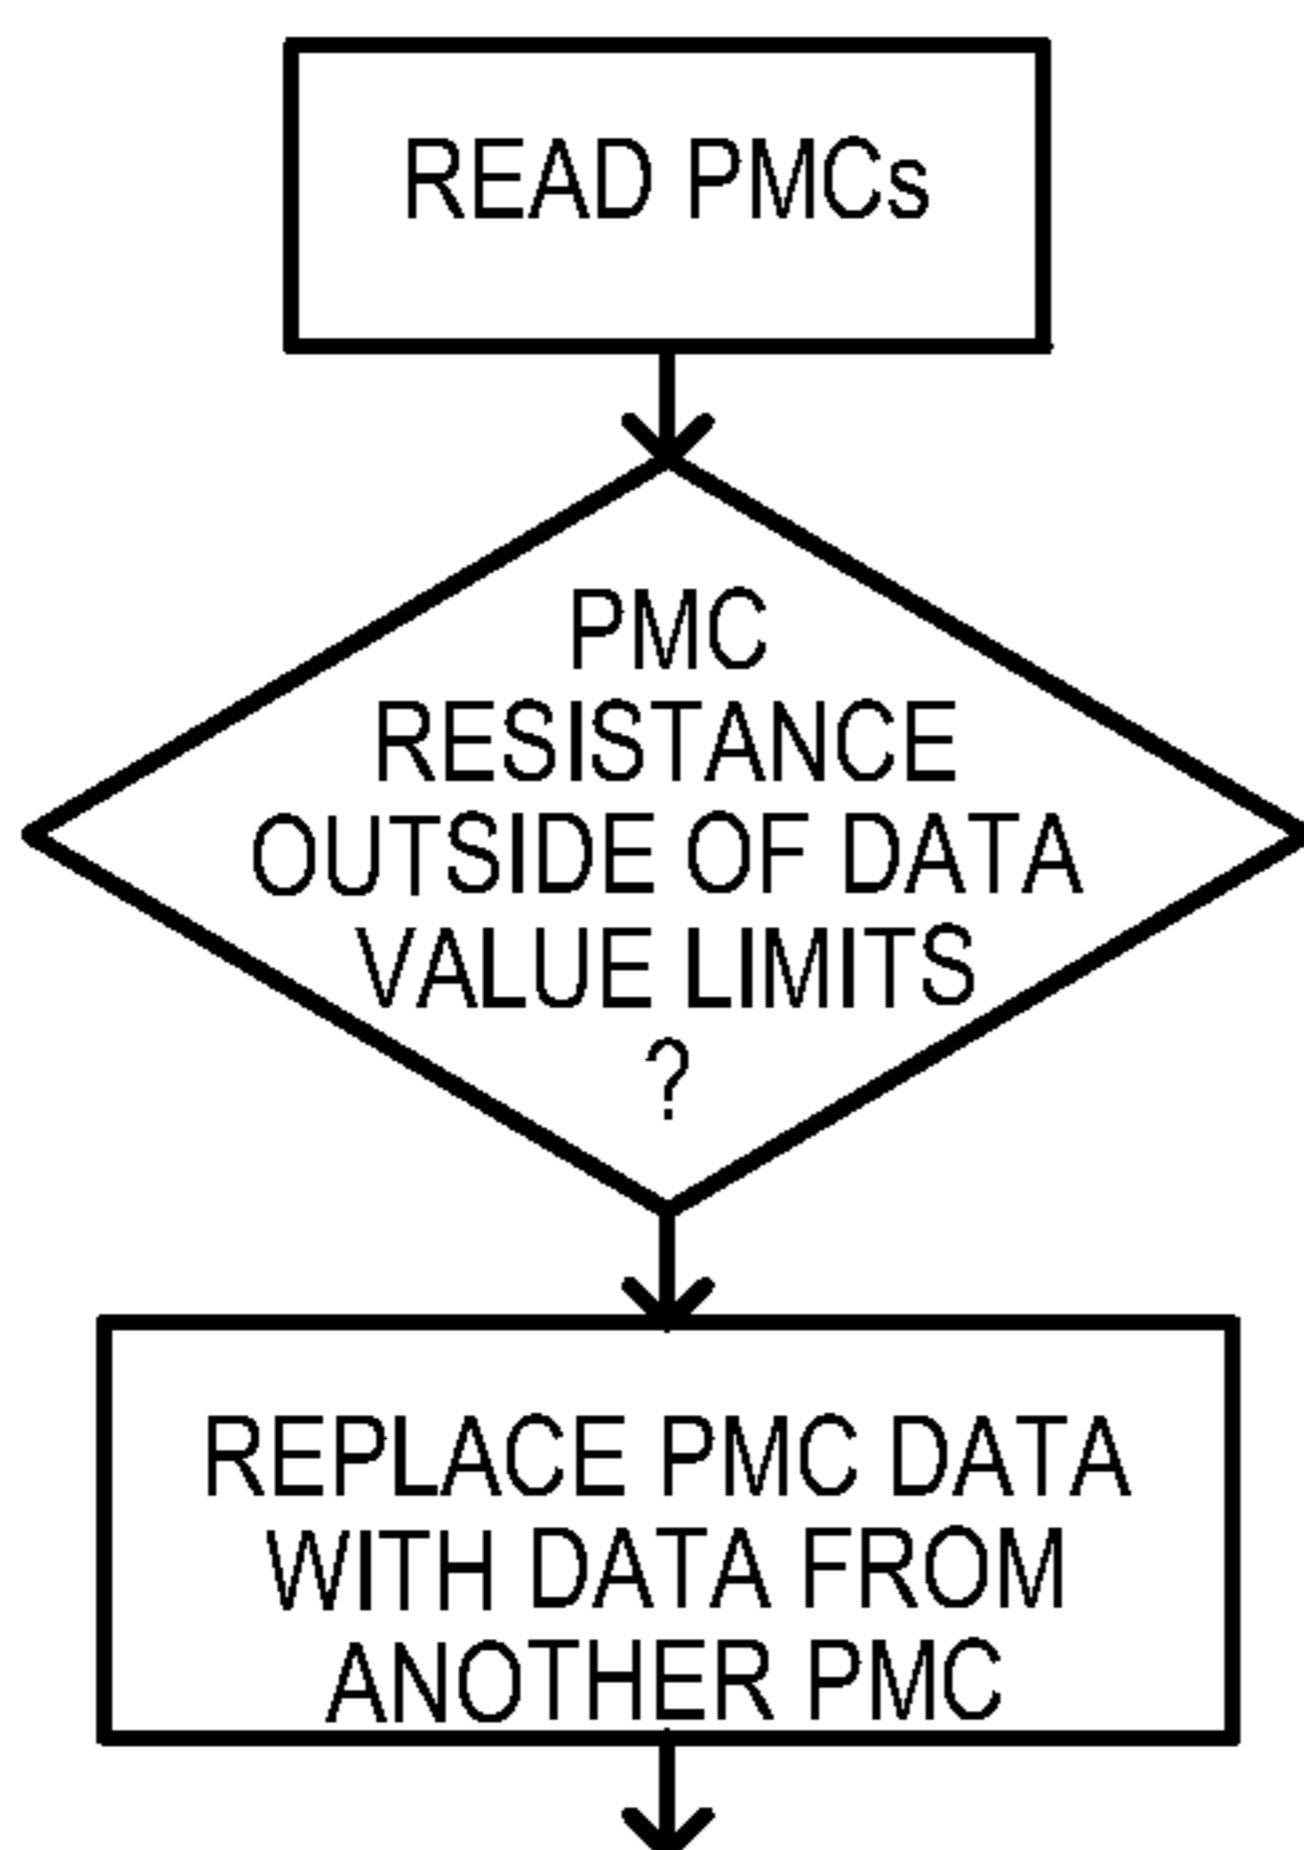 READ PMCs
PMC
RESISTANCE
OUTSIDE OF DATA
VALUE LIMITS
?
REPLACE PMC DATA
WITH DATA FROM
ANOTHER PMC